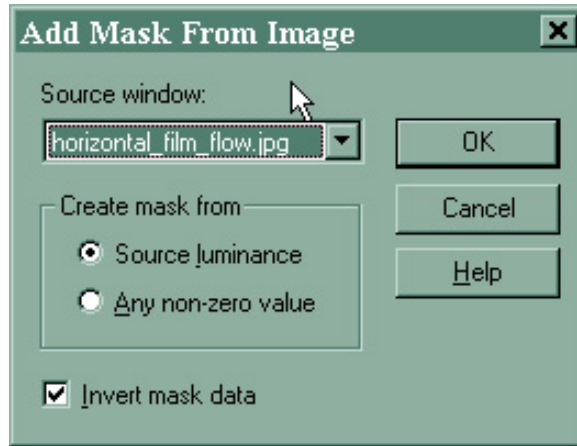 Add Mask From Image
Source window:
horizontal_film_flow.jpg
OK
Create mask from
Cancel
Source luminance
Help
Any non-zero value
Invert mask data